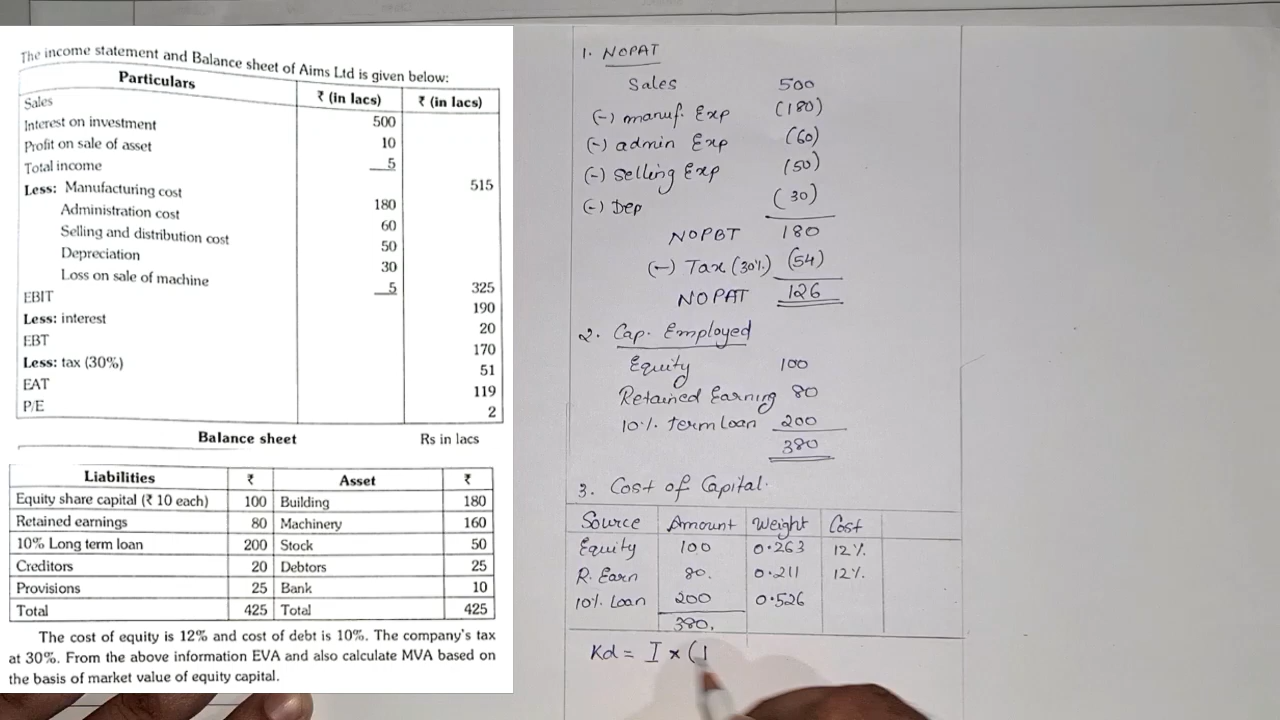 The income statement and Balance sheet of Aims Ltd is given below:
Particulars ₹ (in lacs) ₹ (in lacs)
Sales 500
Interest on investment 10
Profit on sale of asset 5
Total income 515
Less: Manufacturing cost 180
Administration cost 60
Selling and distribution cost 50
Depreciation 30
Loss on sale of machine 5 325
EBIT 190
Less: interest 20
EBT 170
Less: tax (30%) 51
EAT 119
P/E 2
Balance sheet Rs in lacs
Liabilities ₹ Asset ₹
Equity share capital (₹ 10 each) 100 Building 180
Retained earnings 80 Machinery 160
10% Long term loan 200 Stock 50
Creditors 20 Debtors 25
Provisions 25 Bank 10
Total 425 Total 425
The cost of equity is 12% and cost of debt is 10%. The company's tax
at 30%. From the above information EVA and also calculate MVA based on
the basis of market value of equity capital.
1. NOPAT
Sales 500
(-) manuf. Exp (180)
(-) admin Exp (60)
(-) Selling Exp (50)
(-) Dep (30)
NOPBT 180
(-) Tax (30%) (54)
NOPAT 126
2. Cap. Employed
Equity 100
Retained Earning 80
10% term Loan 200
380
3. Cost of Capital.
Source Amount Weight Cost
Equity 100 0.263 12%
R. Earn 80. 0.211 12%
10% Loan 200 0.526
380.
Kd = I × (1